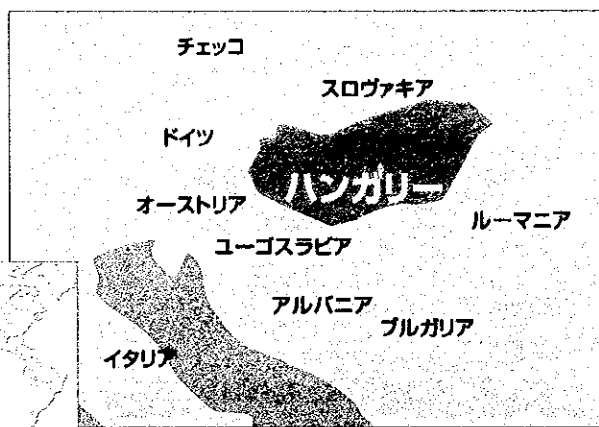 チェッコ
スロヴァキア
ドイツ
ハンガリー
オーストリア
ルーマニア
ユーゴスラビア
アルバニア
ブルガリア
イタリア